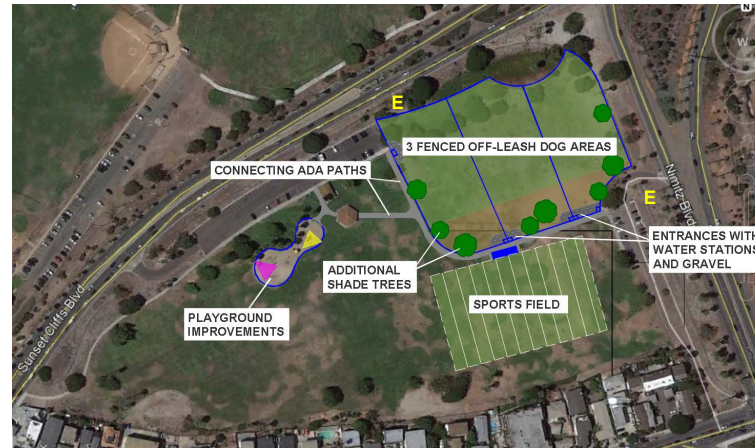 N
W
E
3 FENCED OFF-LEASH DOG AREAS
CONNECTING ADA PATHS
Nimitz Blvd
E
ENTRANCES WITH
WATER STATIONS
AND GRAVEL
ADDITIONAL
SHADE TREES
SPORTS FIELD
PLAYGROUND
IMPROVEMENTS
Sunset Cliffs Blvd